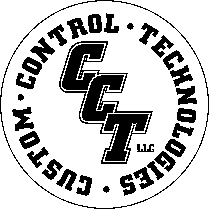 CUSTOM · CONTROL · TECHNOLOGIES ·
CCT
LLC